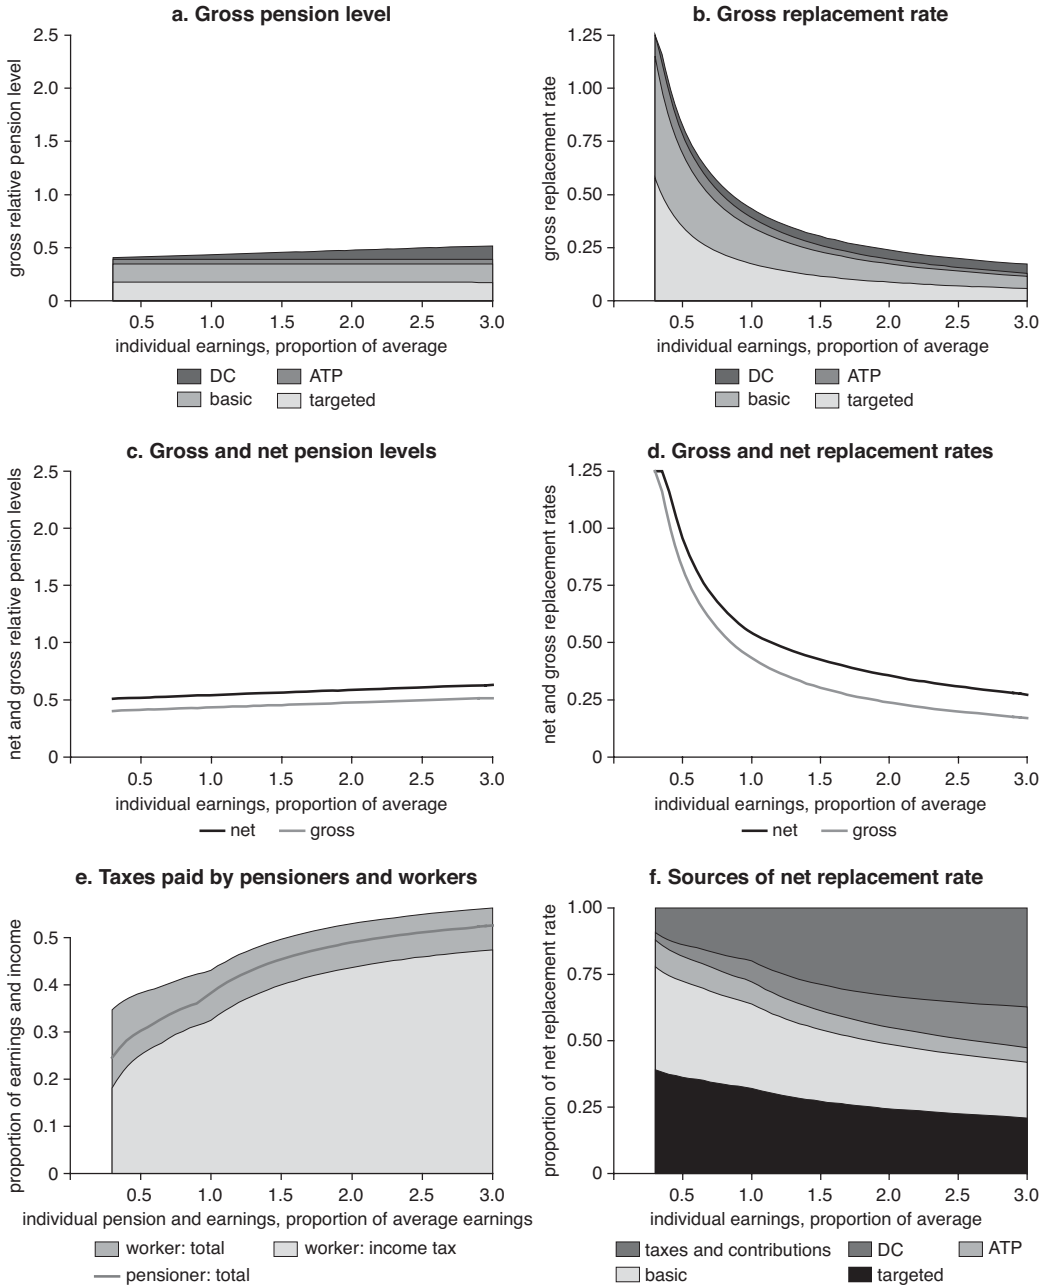 a. Gross pension level
gross relative pension level
2.5
2.0
1.5
1.0
0.5
0
0.5 1.0 1.5 2.0 2.5 3.0
individual earnings, proportion of average
DC ATP
basic targeted
b. Gross replacement rate
gross replacement rate
1.25
1.00
0.75
0.50
0.25
0
0.5 1.0 1.5 2.0 2.5 3.0
individual earnings, proportion of average
DC ATP
basic targeted
c. Gross and net pension levels
net and gross relative pension levels
2.5
2.0
1.5
1.0
0.5
0
0.5 1.0 1.5 2.0 2.5 3.0
individual earnings, proportion of average
net gross
d. Gross and net replacement rates
net and gross replacement rates
1.25
1.00
0.75
0.50
0.25
0
0.5 1.0 1.5 2.0 2.5 3.0
individual earnings, proportion of average
net gross
e. Taxes paid by pensioners and workers
proportion of earnings and income
0.5
0.4
0.3
0.2
0.1
0
0.5 1.0 1.5 2.0 2.5 3.0
individual pension and earnings, proportion of average earnings
worker: total worker: income tax
pensioner: total
f. Sources of net replacement rate
proportion of net replacement rate
1.00
0.75
0.50
0.25
0
0.5 1.0 1.5 2.0 2.5 3.0
individual earnings, proportion of average
taxes and contributions DC ATP
basic targeted